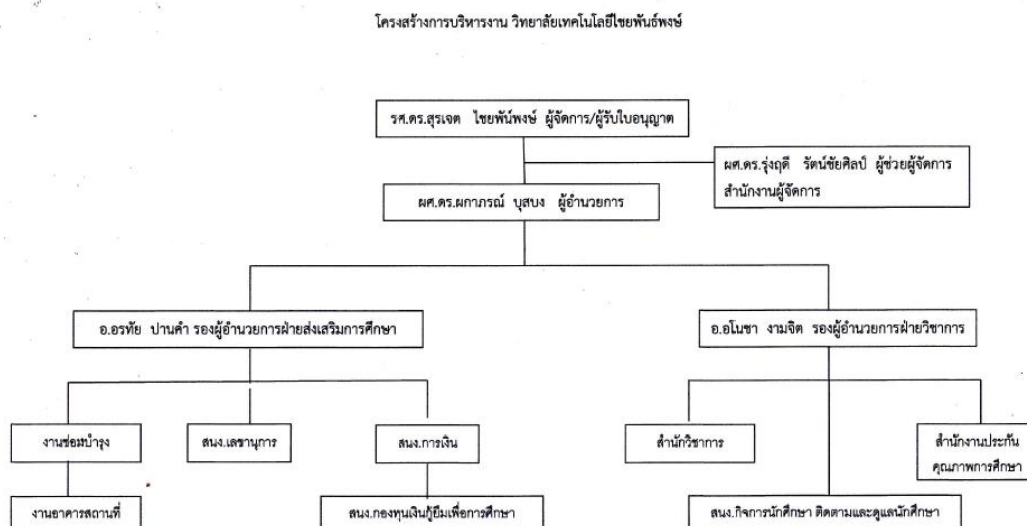 โครงสร้างการบริหารงาน วิทยาลัยเทคโนโลยีไชยพันธ์พงษ์
รศ.ดร.สุรเจต ไชยพันพงษ์ ผู้จัดการ/ผู้รับใบอนุญาต
ผศ.ดร.รุ่งฤดี รัตน์ชัยศิลป์ ผู้ช่วยผู้จัดการ
สำนักงานผู้จัดการ
ผศ.ดร.ผกาภรณ์ บุสบง ผู้อำนวยการ
อ.อรทัย ปานคำ รองผู้อำนวยการฝ่ายส่งเสริมการศึกษา
อ.อโนชา งามจิต รองผู้อำนวยการฝ่ายวิชาการ
งานซ่อมบำรุง
สนง.เลขานุการ
สนง.การเงิน
สำนักวิชาการ
สำนักงานประกัน
คุณภาพการศึกษา
งานอาคารสถานที่
สนง.กองทุนเงินกู้ยืมเพื่อการศึกษา
สนง.กิจการนักศึกษา ติดตามและดูแลนักศึกษา